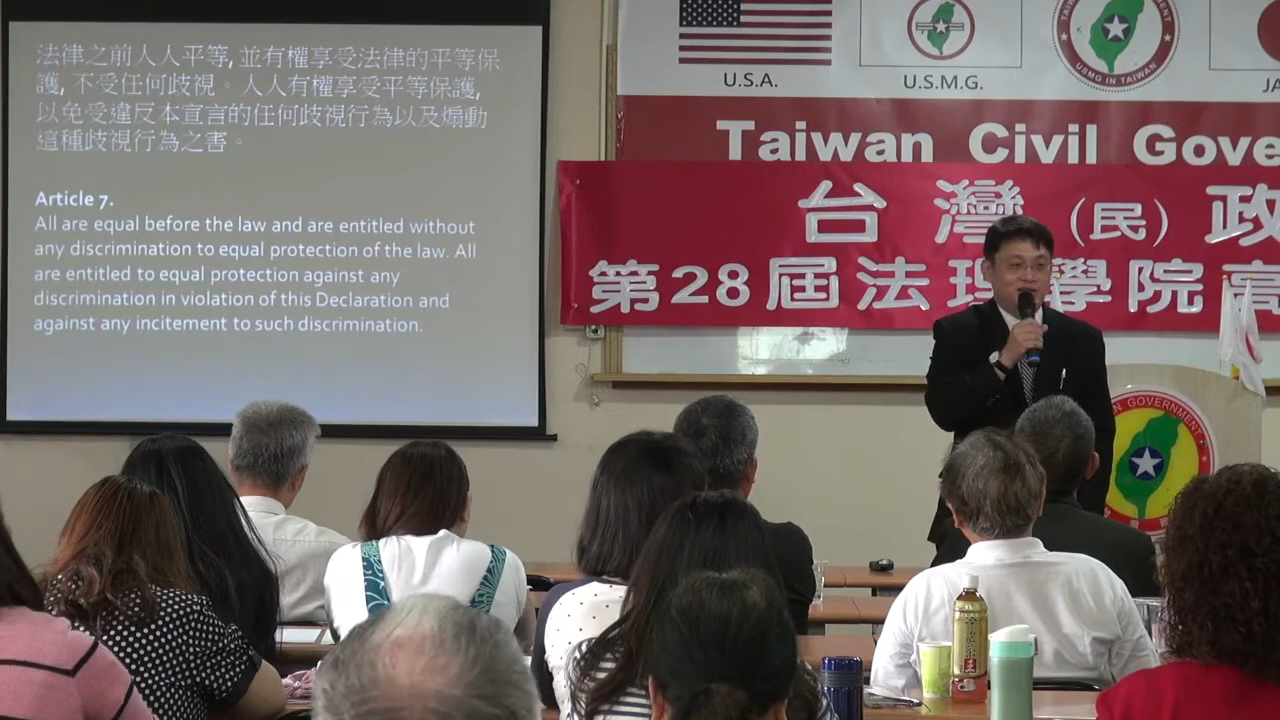 法律之前人人平等, 並有權享受法律的平等保
護, 不受任何歧視。人人有權享受平等保護,
以免受違反本宣言的任何歧視行為以及煽動
這種歧視行為之害。
Article 7.
All are equal before the law and are entitled without
any discrimination to equal protection of the law. All
are entitled to equal protection against any
discrimination in violation of this Declaration and
against any incitement to such discrimination.
U.S.A.
U.S.M.G.
USMG IN TAIWAN
JA
Taiwan Civil Gove
台灣(民)政
第28屆法理學院高
GOVERNMENT